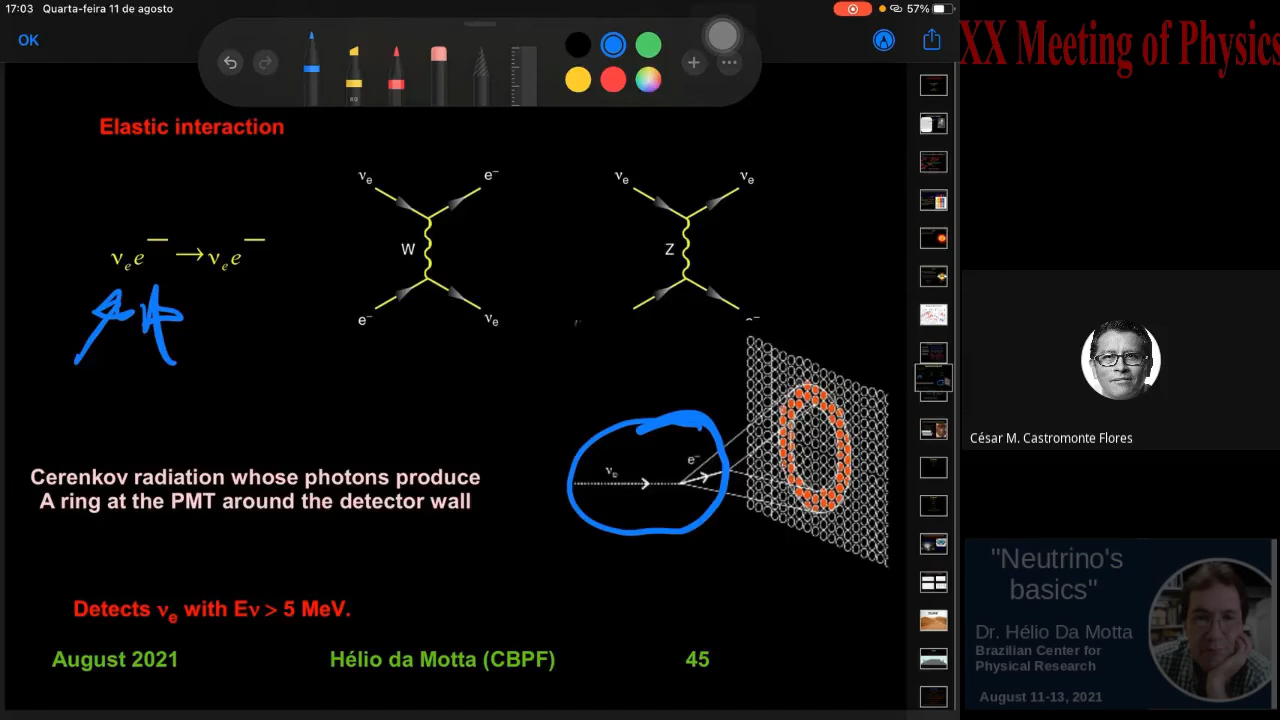 17:03 Quarta-feira 11 de agosto
57%
OK
XX Meeting of Physics
Elastic interaction
νe e⁻
W
e⁻ νe
νe νe
Z
e⁻
νe e⁻ → νe e⁻
νe e⁻
Cerenkov radiation whose photons produce
A ring at the PMT around the detector wall
Detects νe with Eν > 5 MeV.
August 2021 Hélio da Motta (CBPF) 45
César M. Castromonte Flores
"Neutrino's
basics"
Dr. Hélio Da Motta
Brazilian Center for
Physical Research
August 11-13, 2021